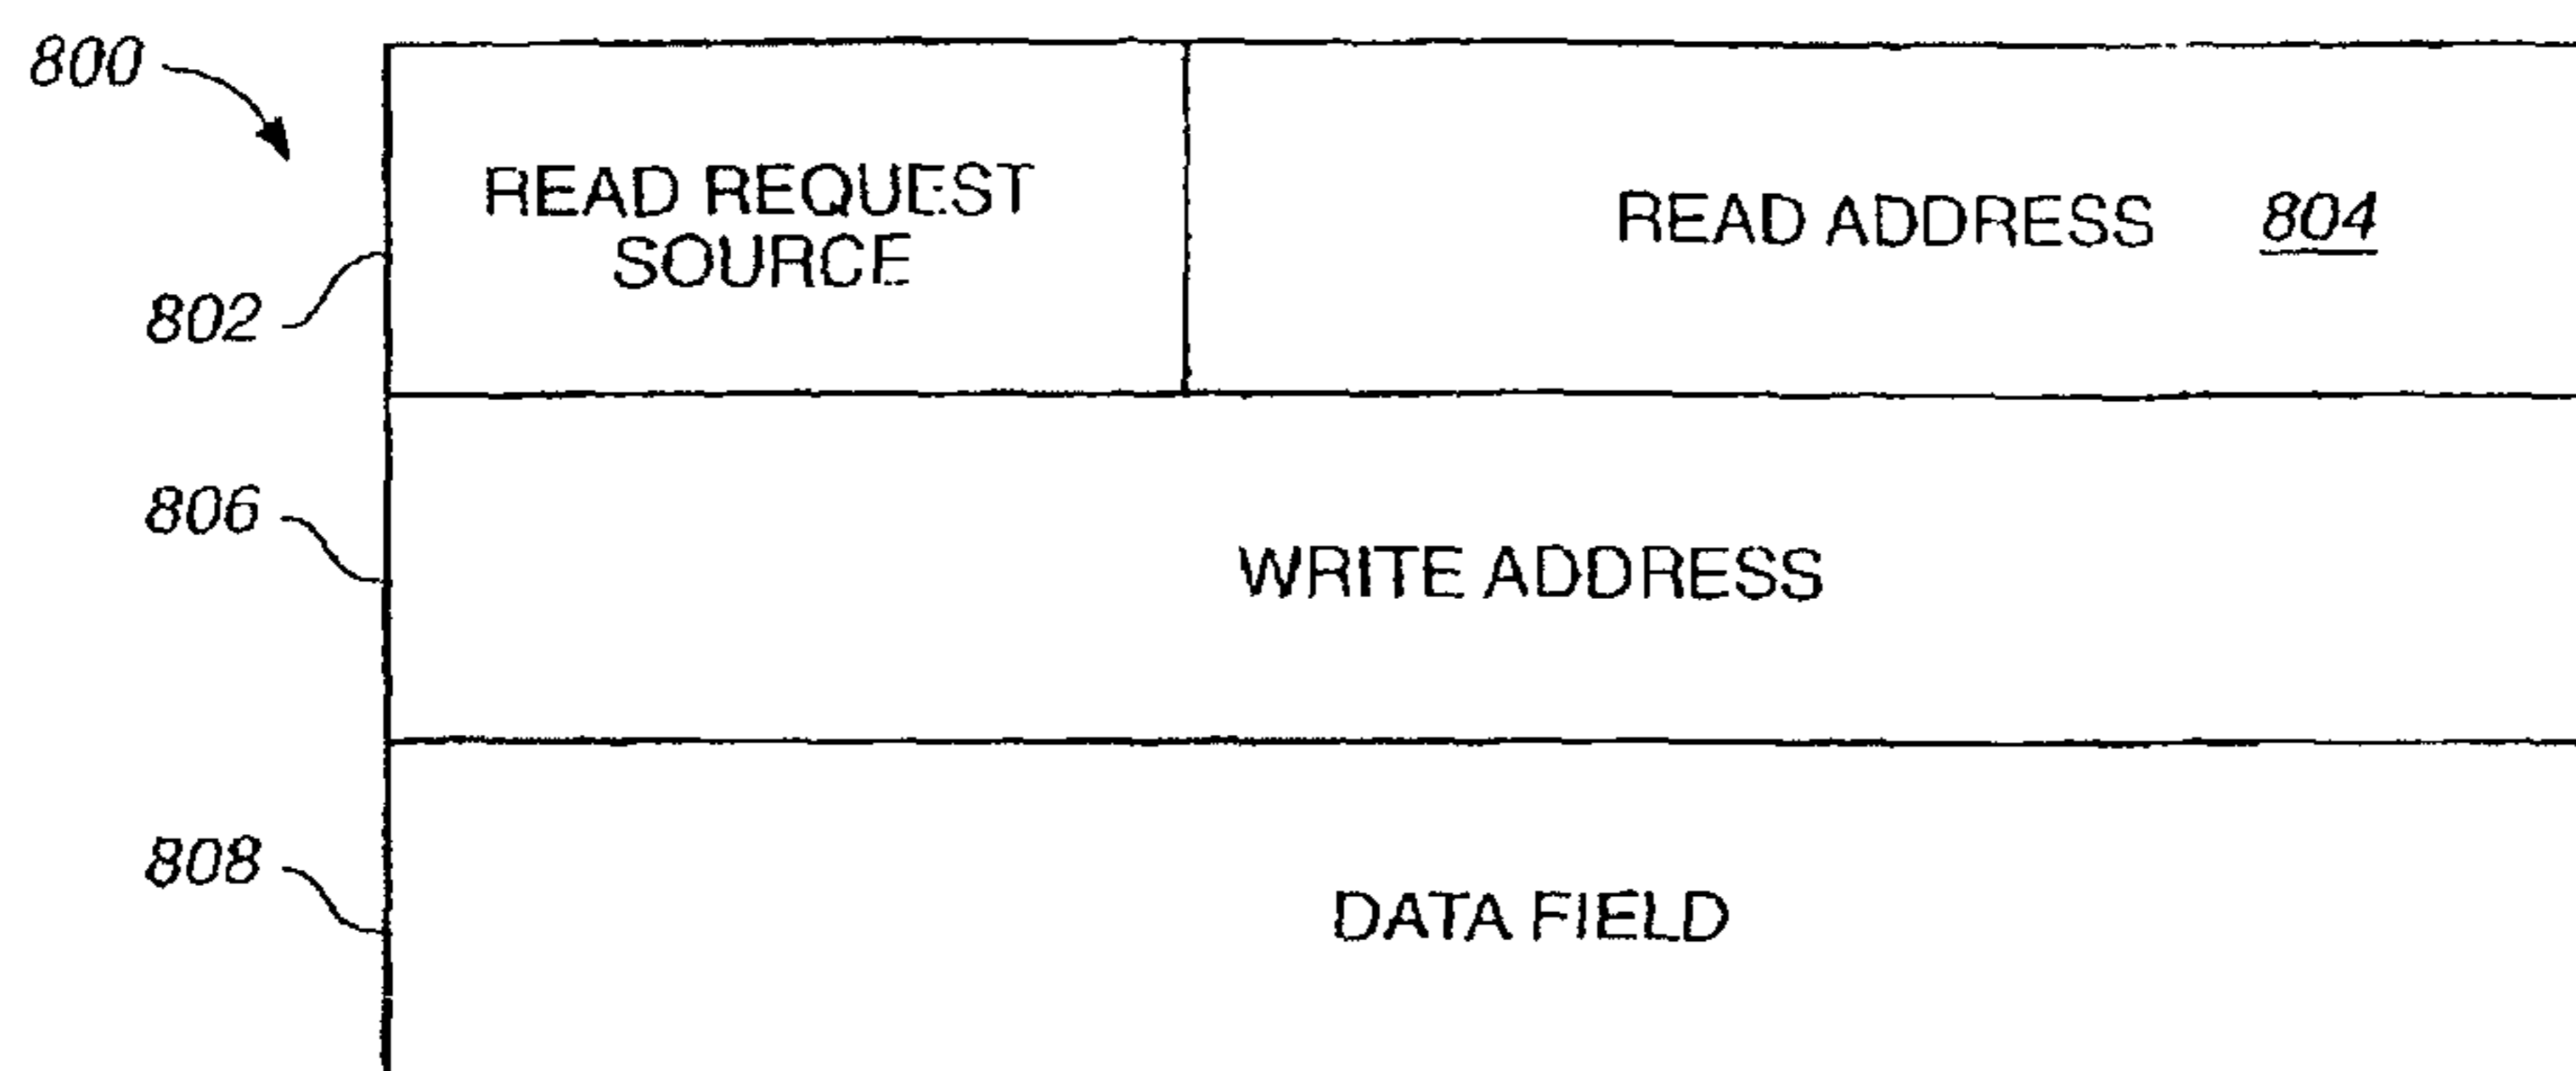 800
READ REQUEST
SOURCE
READ ADDRESS 804
802
806
WRITE ADDRESS
808
DATA FIELD